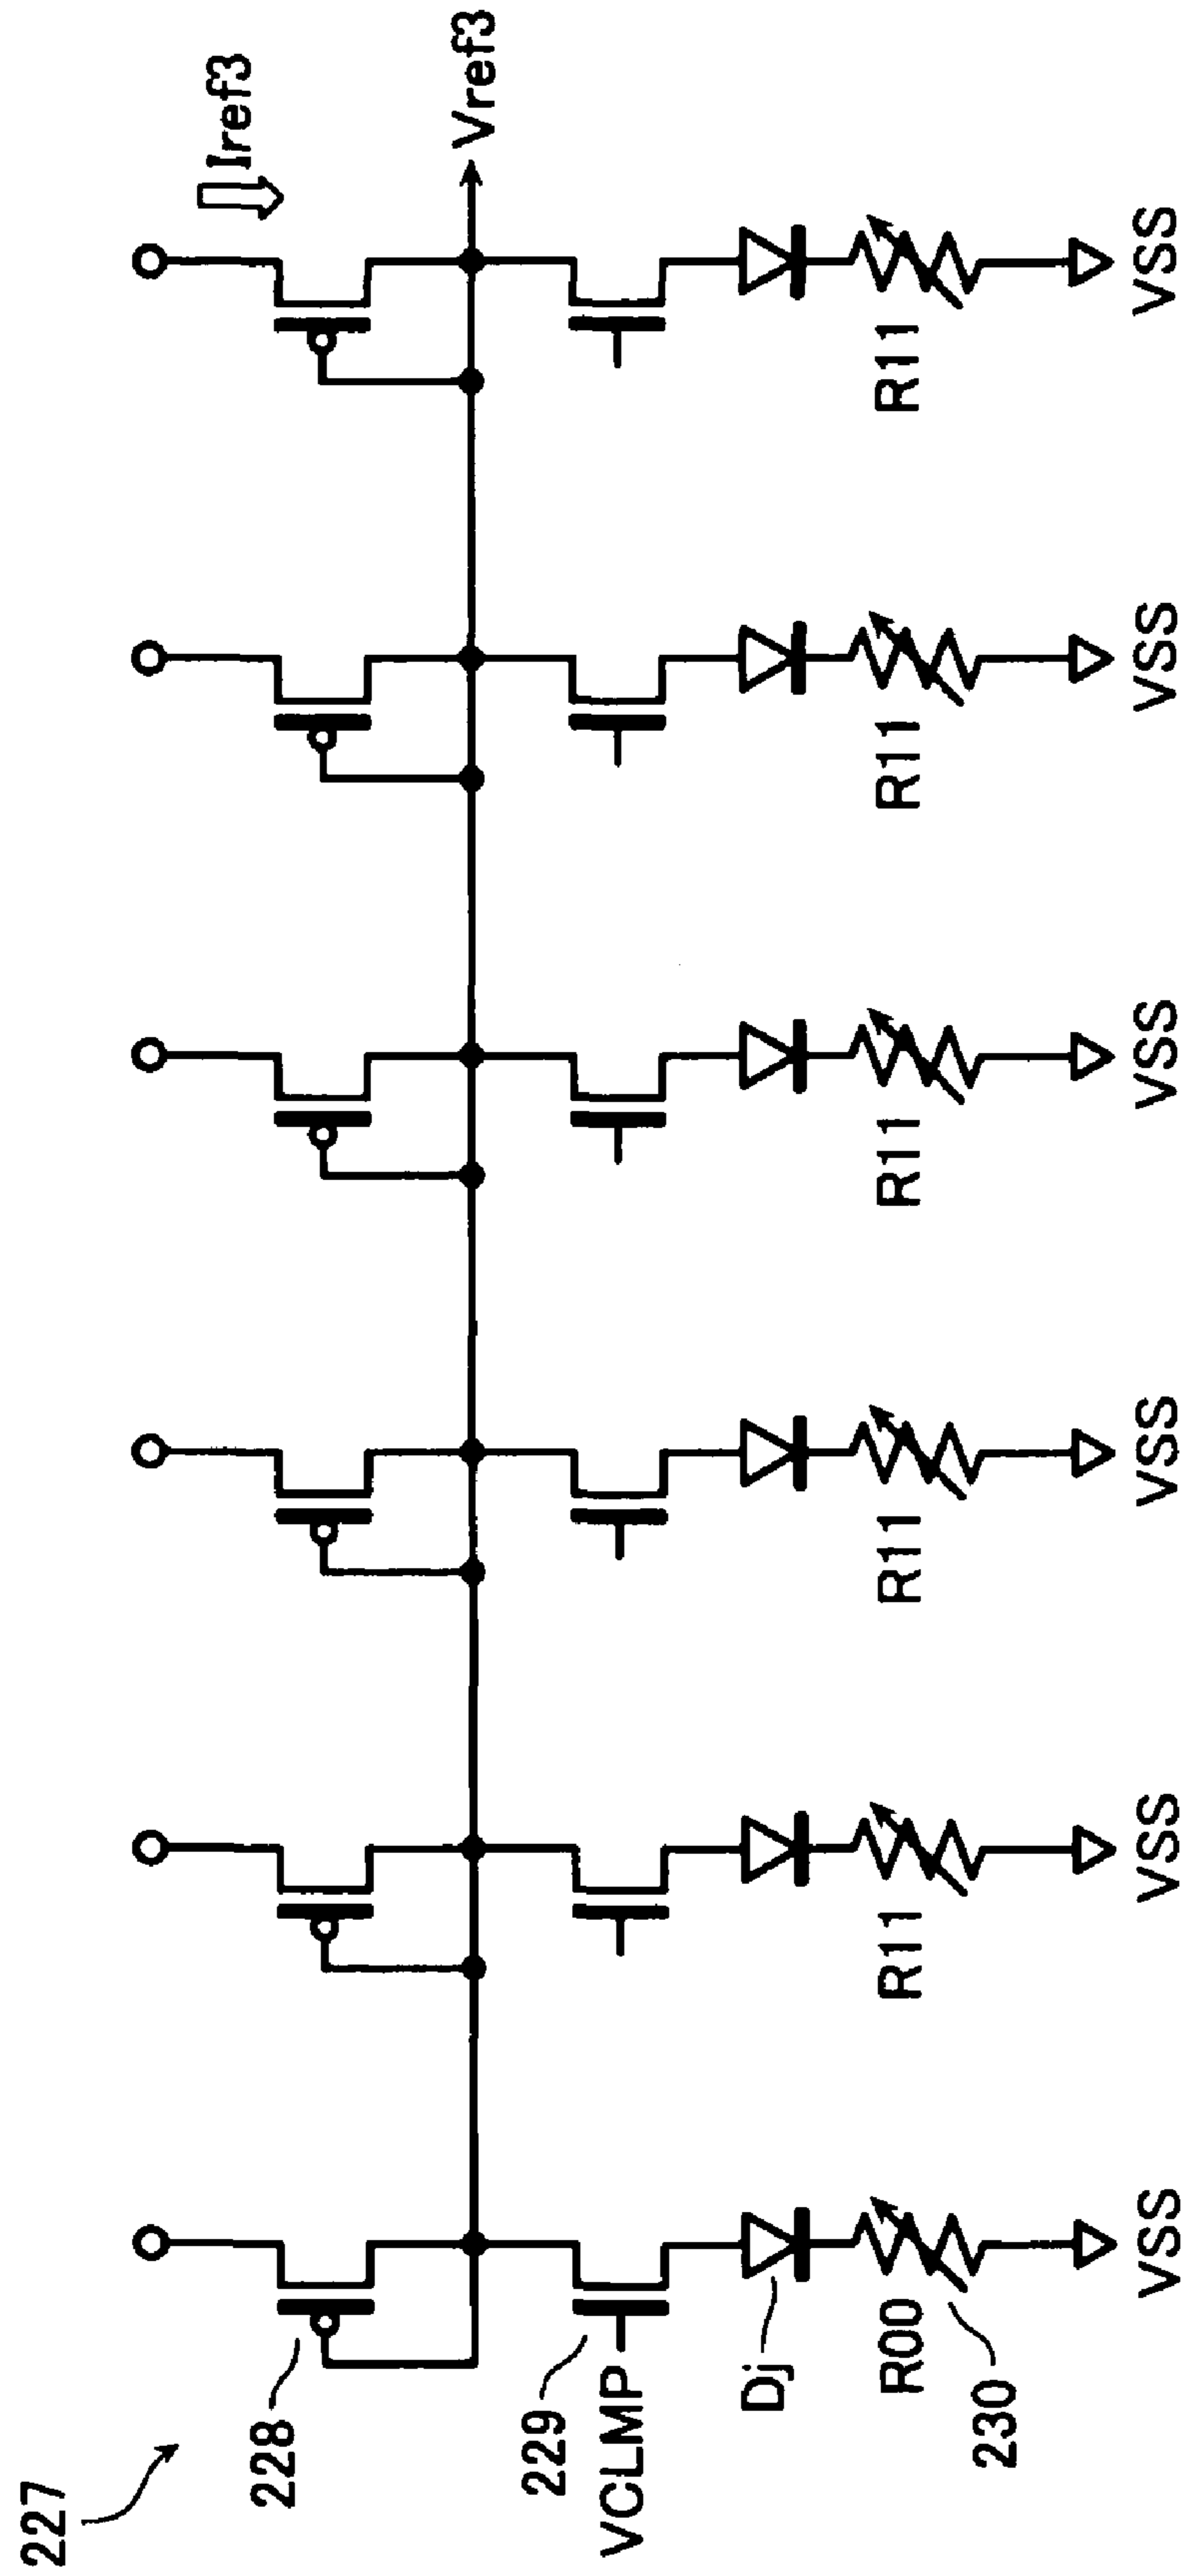 227
Iref3
228
Vref3
229
VCLMP
Dj
R00 R11 R11 R11 R11 R11
230
VSS VSS VSS VSS VSS VSS